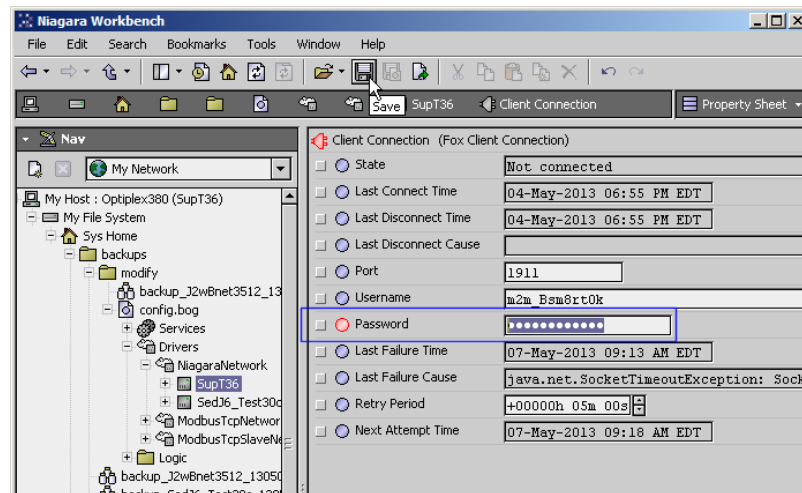 Niagara Workbench
File Edit Search Bookmarks Tools Window Help
Save SupT36 Client Connection Property Sheet
Nav
My Network
My Host : Optiplex380 (SupT36)
My File System
Sys Home
backups
modify
backup_J2wBnet3512_13
config.bog
Services
Drivers
NiagaraNetwork
SupT36
SedJ6_Test30c
ModbusTcpNetwor
ModbusTcpSlaveNe
Logic
backup_J2wBnet3512_13050
Client Connection (Fox Client Connection)
State Not connected
Last Connect Time 04-May-2013 06:55 PM EDT
Last Disconnect Time 04-May-2013 06:55 PM EDT
Last Disconnect Cause
Port 1911
Username m2m_Bsm8rt0k
Password ••••••••••••
Last Failure Time 07-May-2013 09:13 AM EDT
Last Failure Cause java.net.SocketTimeoutException: Sock
Retry Period +00000h 05m 00s
Next Attempt Time 07-May-2013 09:18 AM EDT